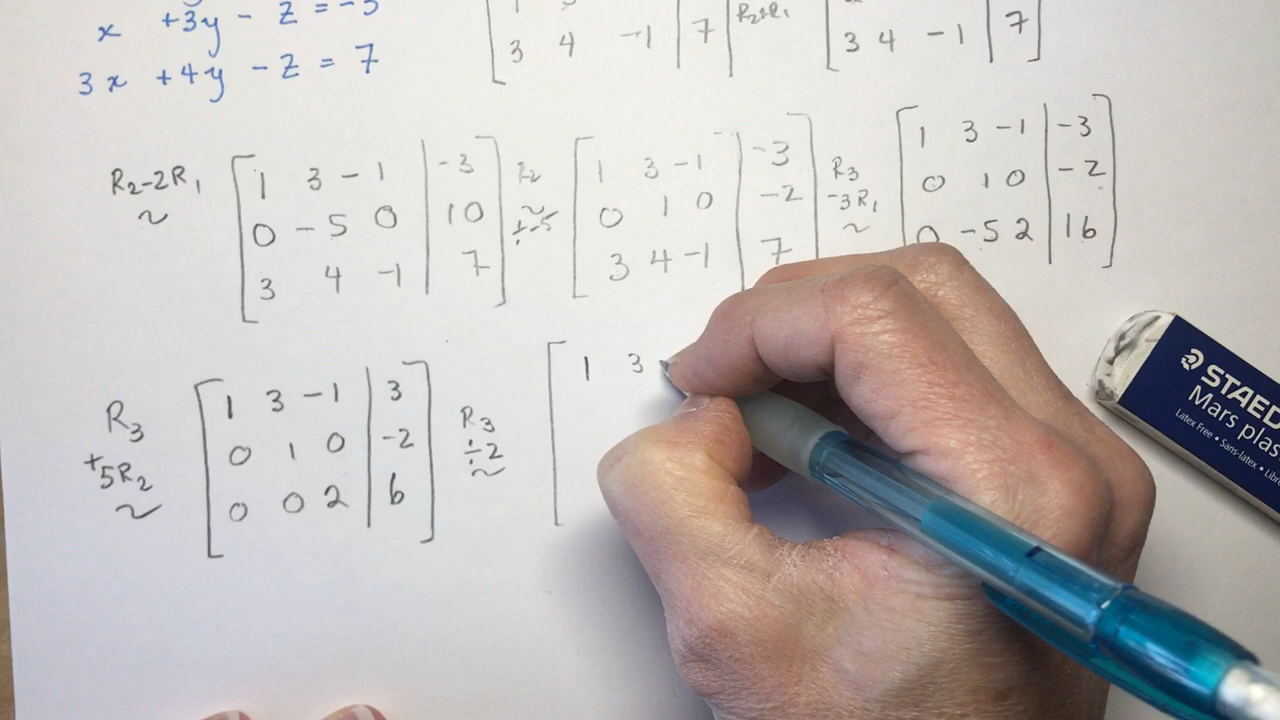 x +3y - z = -3
3x +4y - z = 7
3 4 -1 | 7
R2↔R1
3 4 -1 | 7
R2-2R1 ~
1 3 -1 | -3
0 -5 0 | 10
3 4 -1 | 7
R2 ÷-5 ~
1 3 -1 | -3
0 1 0 | -2
3 4 -1 | 7
R3 -3R1 ~
1 3 -1 | -3
0 1 0 | -2
0 -5 2 | 16
R3 +5R2 ~
1 3 -1 | 3
0 1 0 | -2
0 0 2 | 6
R3 ÷2 ~
1 3
STAED
Mars plas
Latex Free • Sans-latex • Libre